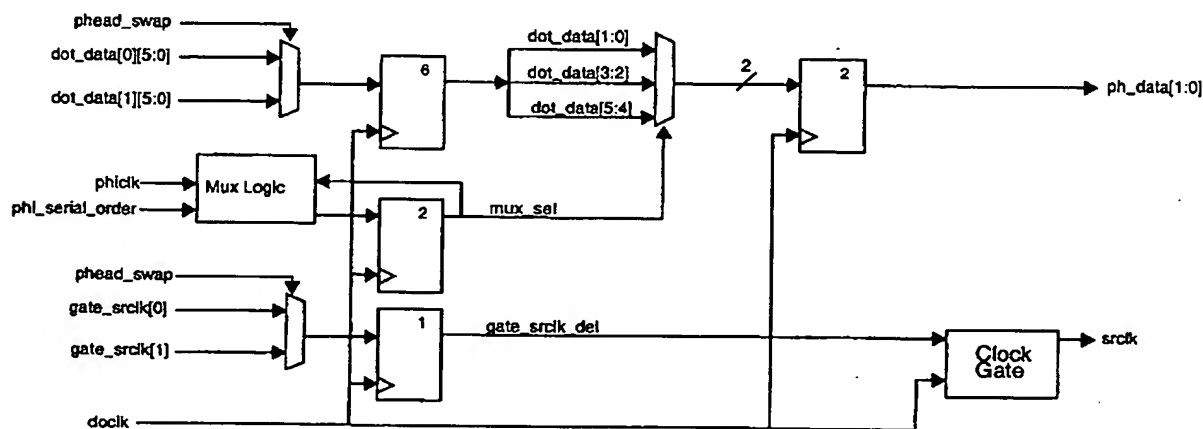 phead_swap
dot_data[0][5:0]
dot_data[1][5:0]
6
dot_data[1:0]
dot_data[3:2]
dot_data[5:4]
2
2
ph_data[1:0]
phiclk
phi_serial_order
Mux Logic
2
mux_sel
phead_swap
gate_srclk[0]
gate_srclk[1]
1
gate_srclk_del
Clock
Gate
srclk
doclk